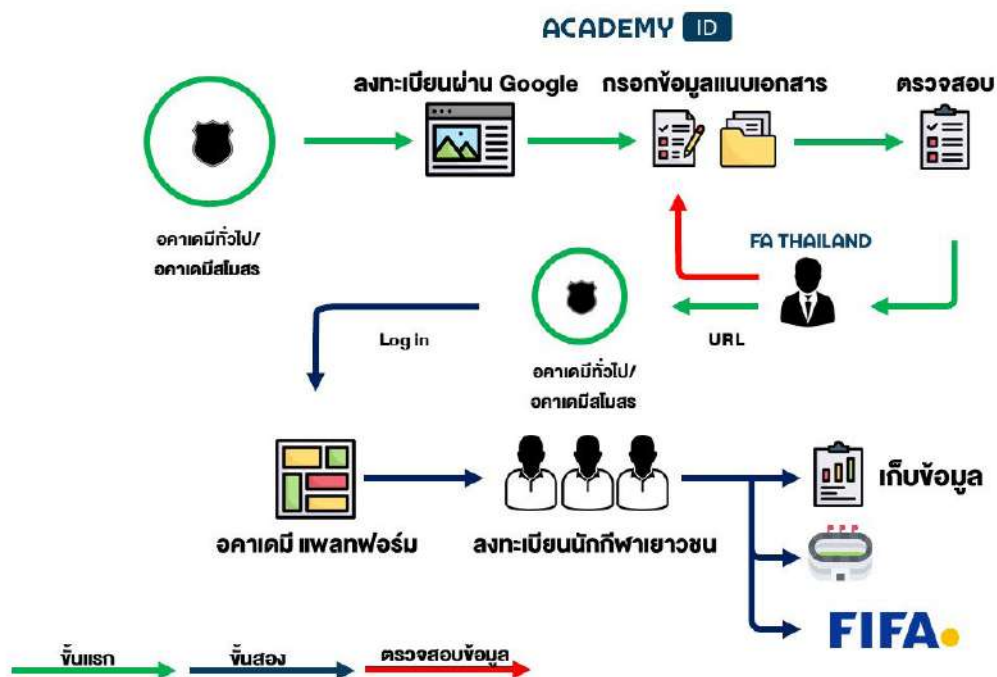 ACADEMY ID
ลงทะเบียนผ่าน Google
กรอกข้อมูลแนบเอกสาร
ตรวจสอบ
อคาเดมีทั่วไป/
อคาเดมีสโมสร
FA THAILAND
Log in
URL
อคาเดมีทั่วไป/
อคาเดมีสโมสร
เก็บข้อมูล
อคาเดมี แพลทฟอร์ม
ลงทะเบียนนักกีฬาเยาวชน
FIFA
ขั้นแรก
ขั้นสอง
ตรวจสอบข้อมูล